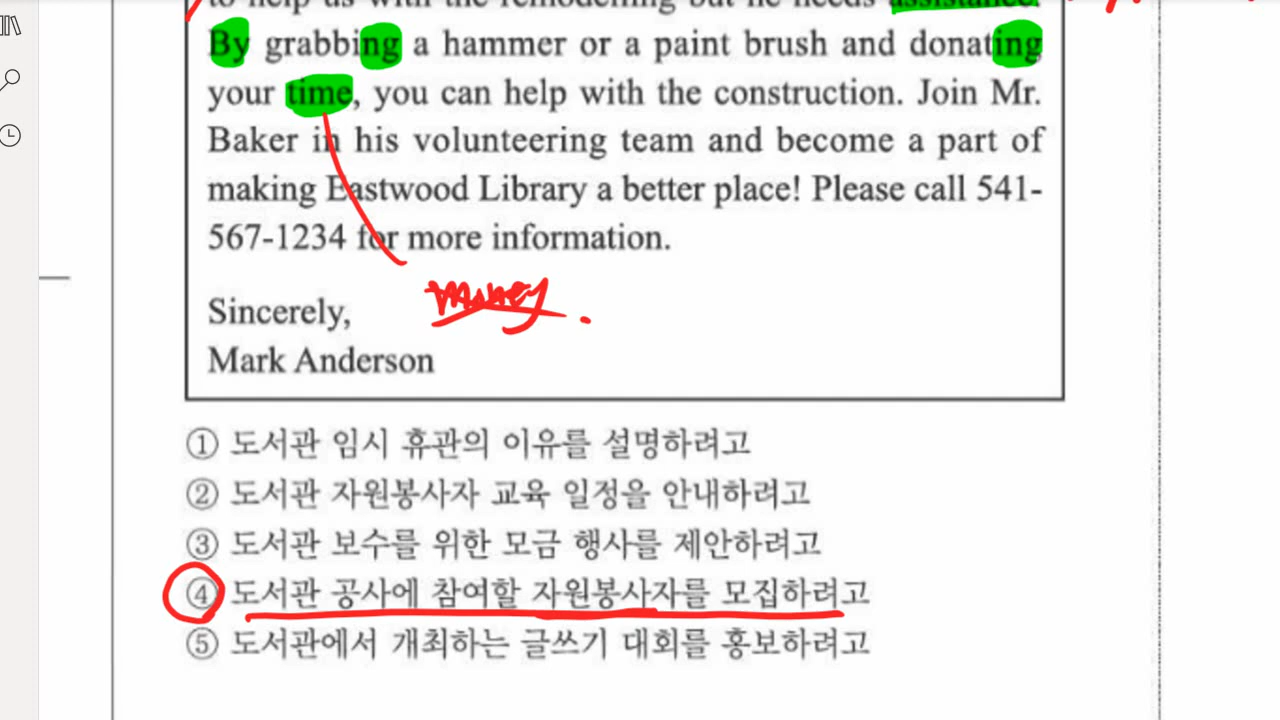 to help us with the remodeling but he needs assistance.
By grabbing a hammer or a paint brush and donating
your time, you can help with the construction. Join Mr.
Baker in his volunteering team and become a part of
making Eastwood Library a better place! Please call 541-
567-1234 for more information.
money.
Sincerely,
Mark Anderson
① 도서관 임시 휴관의 이유를 설명하려고
② 도서관 자원봉사자 교육 일정을 안내하려고
③ 도서관 보수를 위한 모금 행사를 제안하려고
④ 도서관 공사에 참여할 자원봉사자를 모집하려고
⑤ 도서관에서 개최하는 글쓰기 대회를 홍보하려고